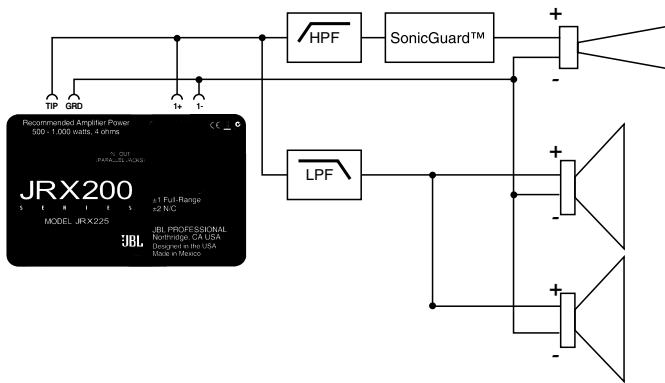 +
HPF
SonicGuard™
-
TIP GRD 1+ 1-
Recommended Amplifier Power
500 - 1,000 watts, 4 ohms
CE
IN OUT
(PARALLEL JACKS)
LPF
+
-
JRX200
SERIES
MODEL JRX225
±1 Full-Range
±2 N/C
JBL
JBL PROFESSIONAL
Northridge, CA USA
Designed in the USA
Made in Mexico
+
-